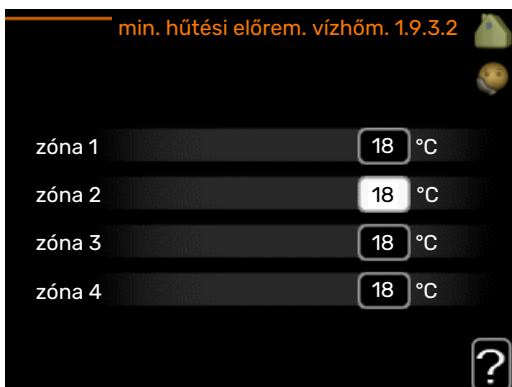 min. hűtési előrem. vízhőm. 1.9.3.2
zóna 1 18 °C
zóna 2 18 °C
zóna 3 18 °C
zóna 4 18 °C
?